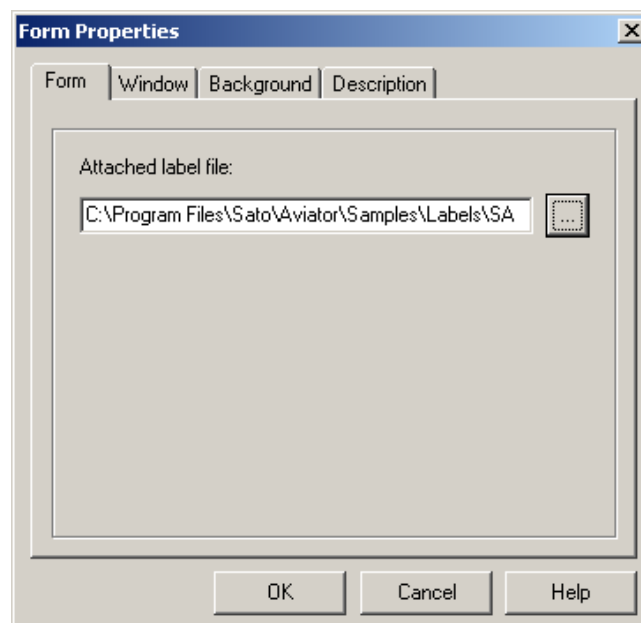 Form Properties
Form Window Background Description
Attached label file:
C:\Program Files\Sato\Aviator\Samples\Labels\SA ...
OK Cancel Help